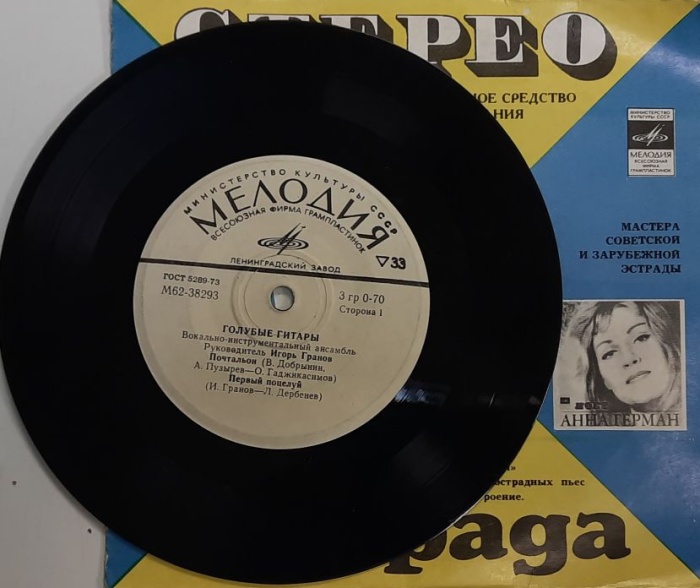 СТЕРЕО
НОЕ СРЕДСТВО
АНИЯ
МИНИСТЕРСТВО
КУЛЬТУРЫ СССР
МЕЛОДИЯ
ВСЕСОЮЗНАЯ
ФИРМА
ГРАМПЛАСТИНОК
МАСТЕРА
СОВЕТСКОЙ
И ЗАРУБЕЖНОЙ
ЭСТРАДЫ
ПОЕТ
АННА ГЕРМАН
МИНИСТЕРСТВО КУЛЬТУРЫ СССР
МЕЛОДИЯ
ВСЕСОЮЗНАЯ ФИРМА ГРАМПЛАСТИНОК
ЛЕНИНГРАДСКИЙ ЗАВОД
33
ГОСТ 5289-73
М62-38293
3 гр 0-70
Сторона 1
ГОЛУБЫЕ ГИТАРЫ
Вокально-инструментальный ансамбль
Руководитель Игорь Гранов
Почтальон (В. Добрынин,
А. Пузырев—О. Гаджикасимов)
Первый поцелуй
(И. Гранов—Л. Дербенев)
эстрадных пьес
роение.
рада